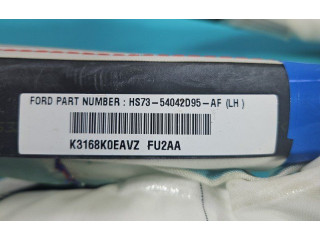 FORD PART NUMBER : HS73-54042D95-AF (LH)
K3168K0EAVZ FU2AA